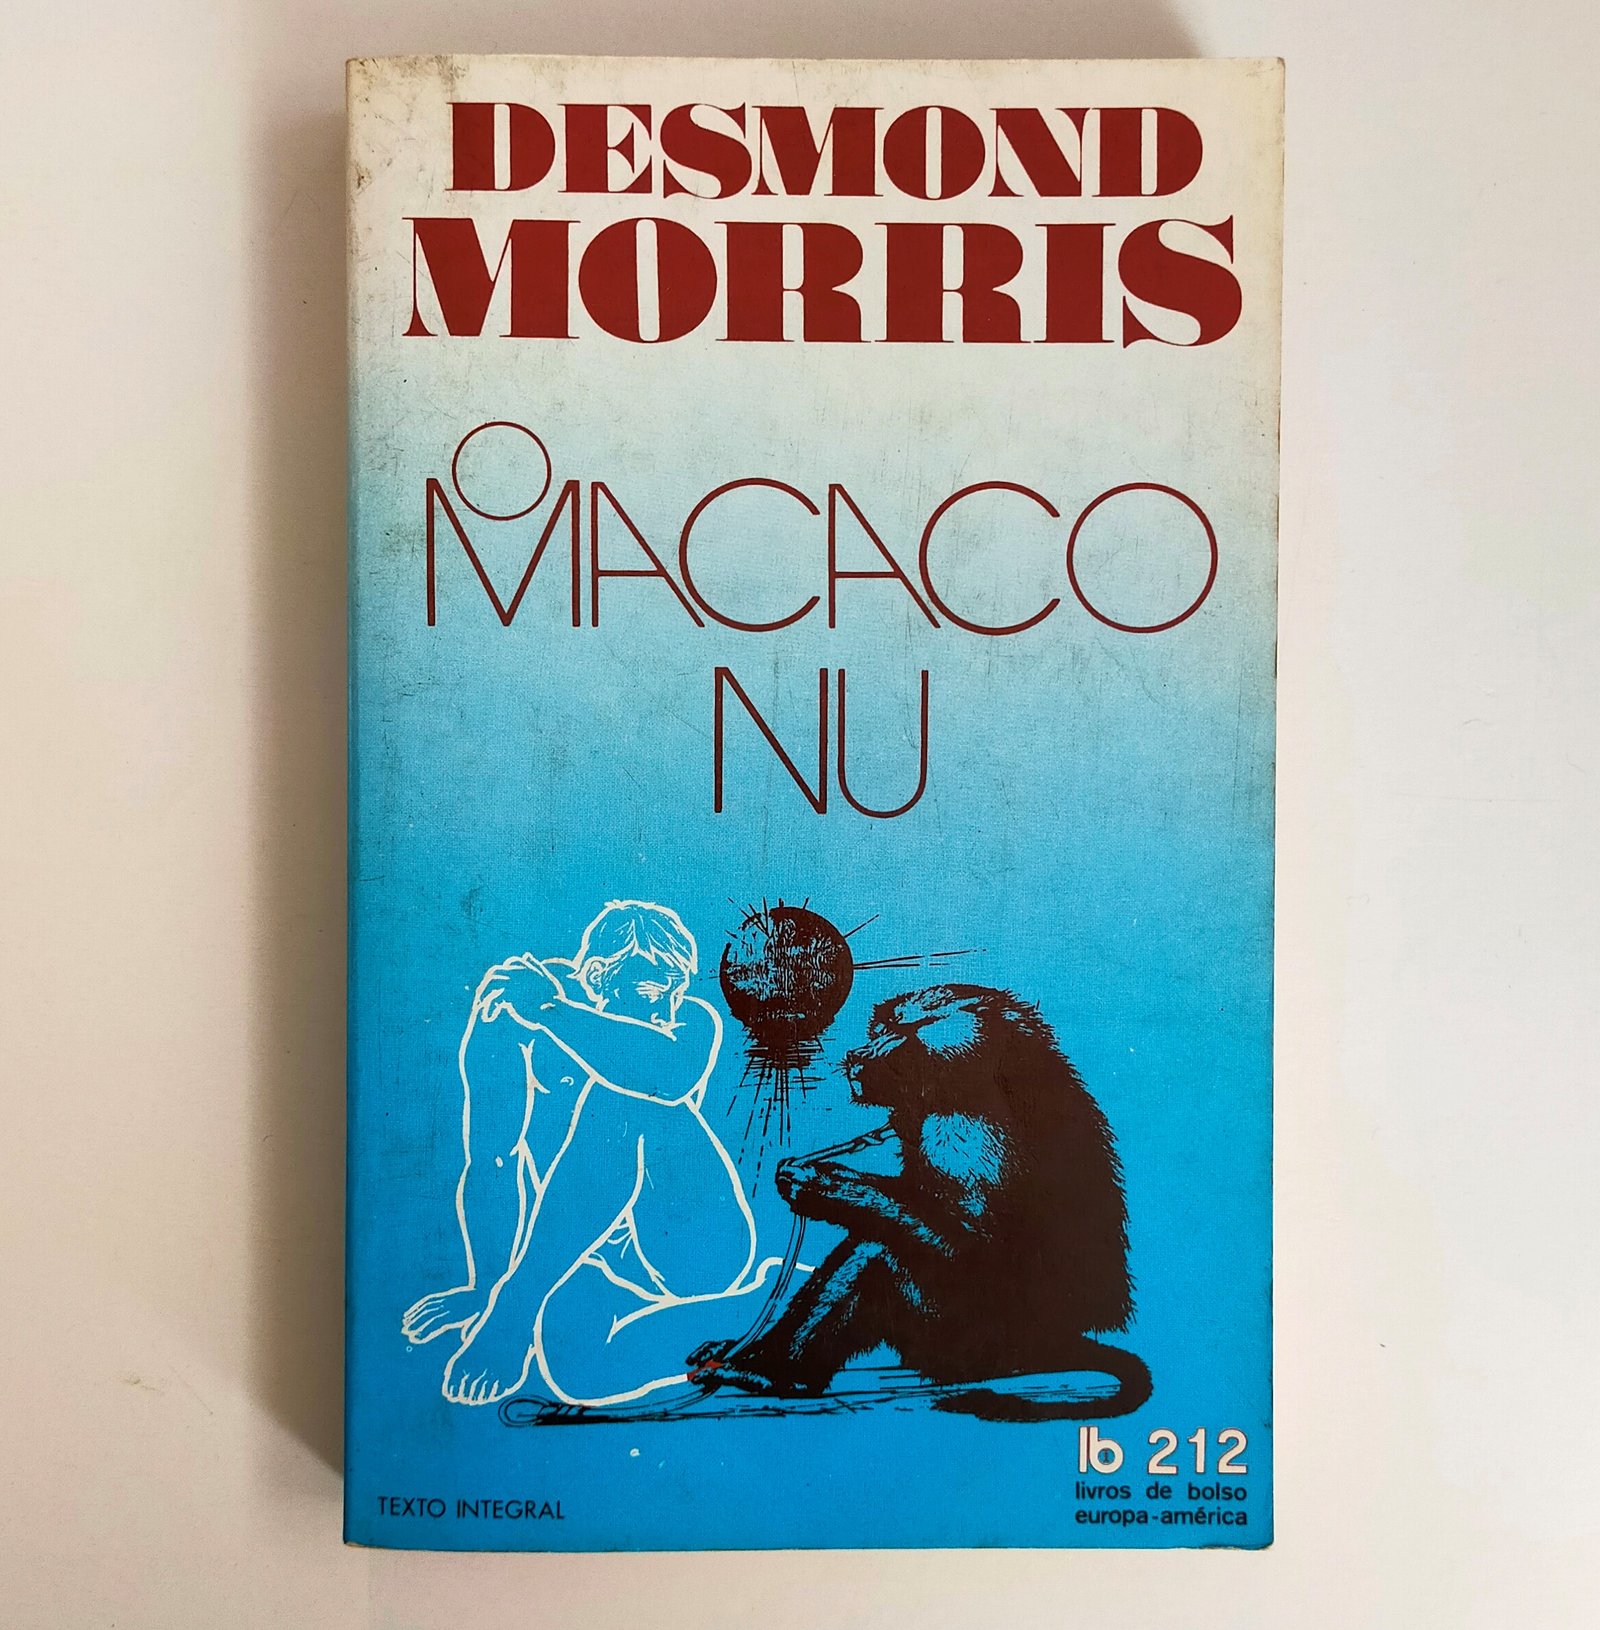 DESMOND
MORRIS
O
MACACO
NU
lb 212
livros de bolso
europa-américa
TEXTO INTEGRAL